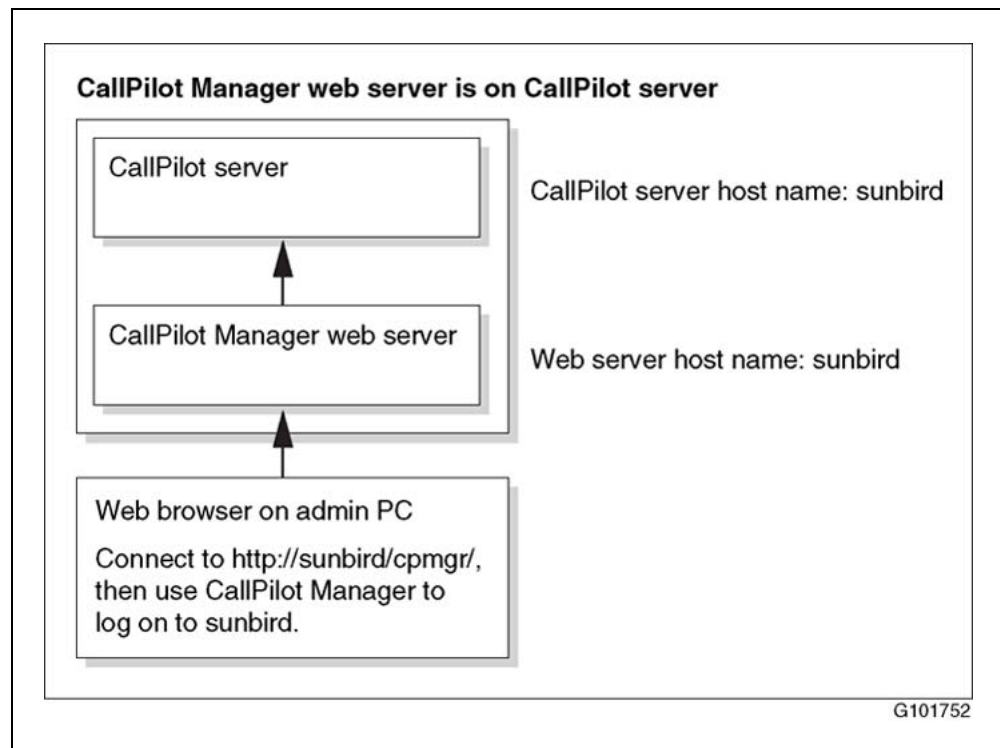 CallPilot Manager web server is on CallPilot server
CallPilot server
CallPilot server host name: sunbird
CallPilot Manager web server
Web server host name: sunbird
Web browser on admin PC
Connect to http://sunbird/cpmgr/,
then use CallPilot Manager to
log on to sunbird.
G101752